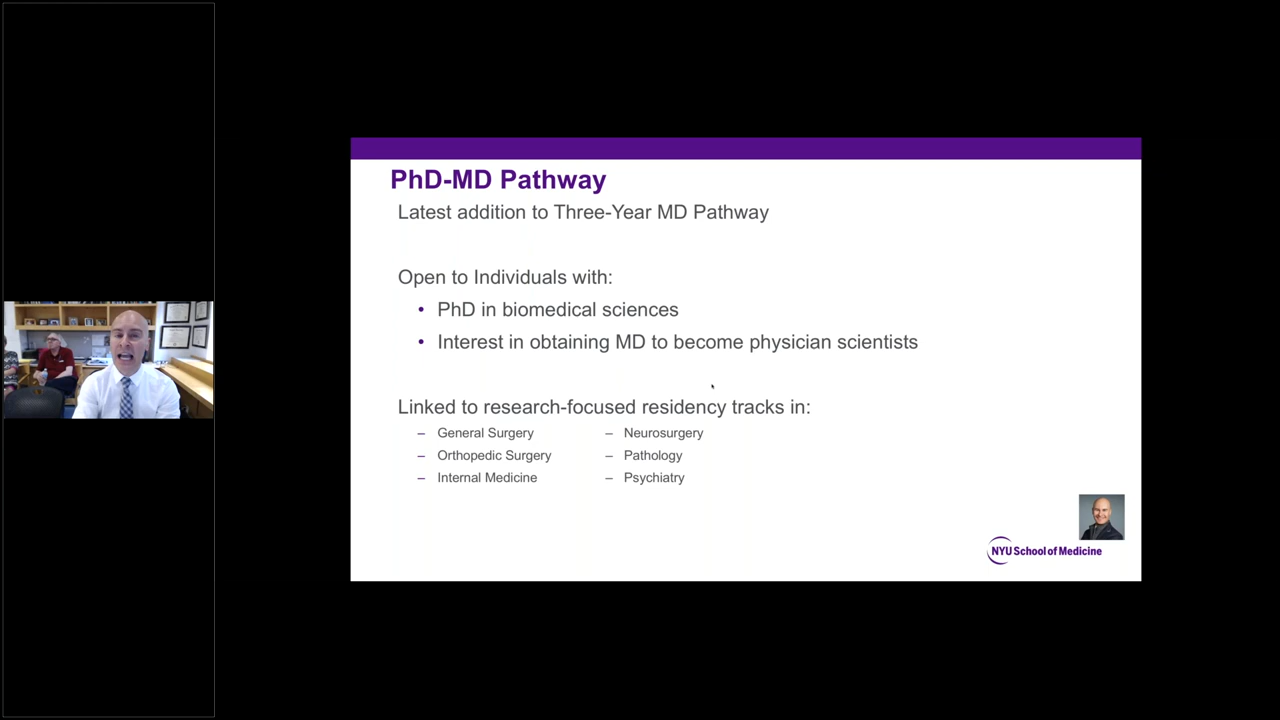 PhD-MD Pathway
Latest addition to Three-Year MD Pathway
Open to Individuals with:
• PhD in biomedical sciences
• Interest in obtaining MD to become physician scientists
Linked to research-focused residency tracks in:
– General Surgery
– Orthopedic Surgery
– Internal Medicine
– Neurosurgery
– Pathology
– Psychiatry
NYU School of Medicine